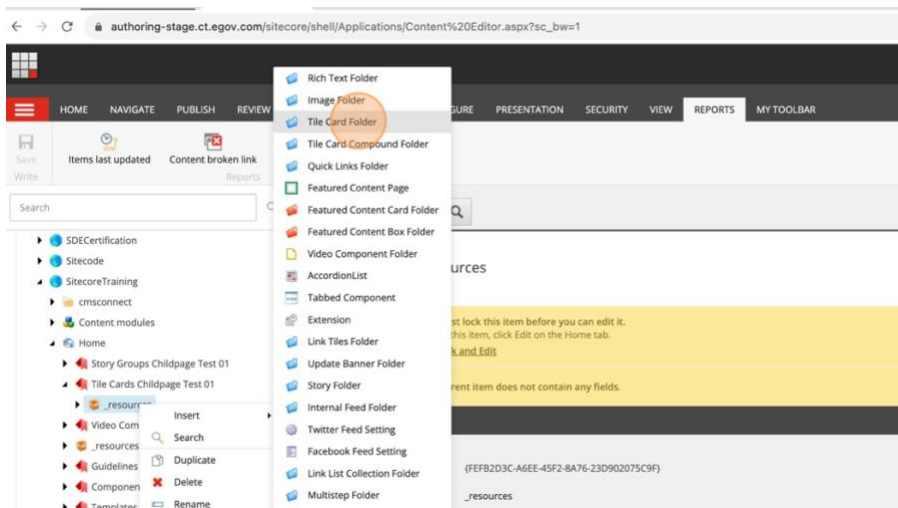 authoring-stage.ct.egov.com/sitecore/shell/Applications/Content%20Editor.aspx?sc_bw=1
HOME NAVIGATE PUBLISH REVIEW GURE PRESENTATION SECURITY VIEW REPORTS MY TOOLBAR
Save
Write
Items last updated
Content broken link
Reports
Search
SDECertification
Sitecode
SitecoreTraining
cmsconnect
Content modules
Home
Story Groups Childpage Test 01
Tile Cards Childpage Test 01
_resources
Video Com
_resources
Guidelines
Componen
Templates
Insert
Search
Duplicate
Delete
Rename
Rich Text Folder
Image Folder
Tile Card Folder
Tile Card Compound Folder
Quick Links Folder
Featured Content Page
Featured Content Card Folder
Featured Content Box Folder
Video Component Folder
AccordionList
Tabbed Component
Extension
Link Tiles Folder
Update Banner Folder
Story Folder
Internal Feed Folder
Twitter Feed Setting
Facebook Feed Setting
Link List Collection Folder
Multistep Folder
urces
st lock this item before you can edit it.
this item, click Edit on the Home tab.
k and Edit
rent item does not contain any fields.
{FEFB2D3C-A6EE-45F2-8A76-23D902075C9F}
_resources